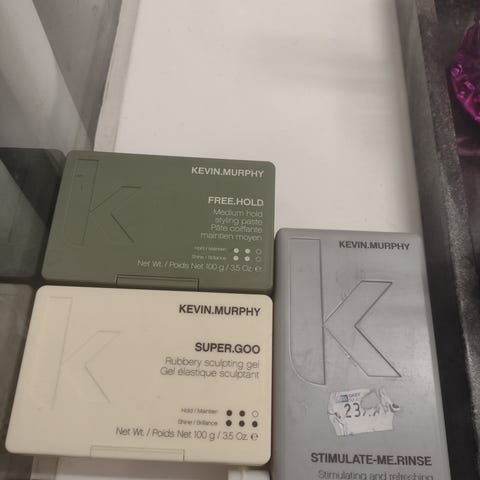 KEVIN.MURPHY
FREE.HOLD
Medium hold
styling paste
Pâte coiffante
maintien moyen
Hold / Maintien
Shine / Brillance
Net Wt. / Poids Net 100 g / 3.5 Oz. e
KEVIN.MURPHY
SUPER.GOO
Rubbery sculpting gel
Gel élastique sculptant
Hold / Maintien
Shine / Brillance
Net Wt. / Poids Net 100 g / 3.5 Oz. e
KEVIN.MURPHY
STIMULATE-ME.RINSE
Stimulating and refreshing